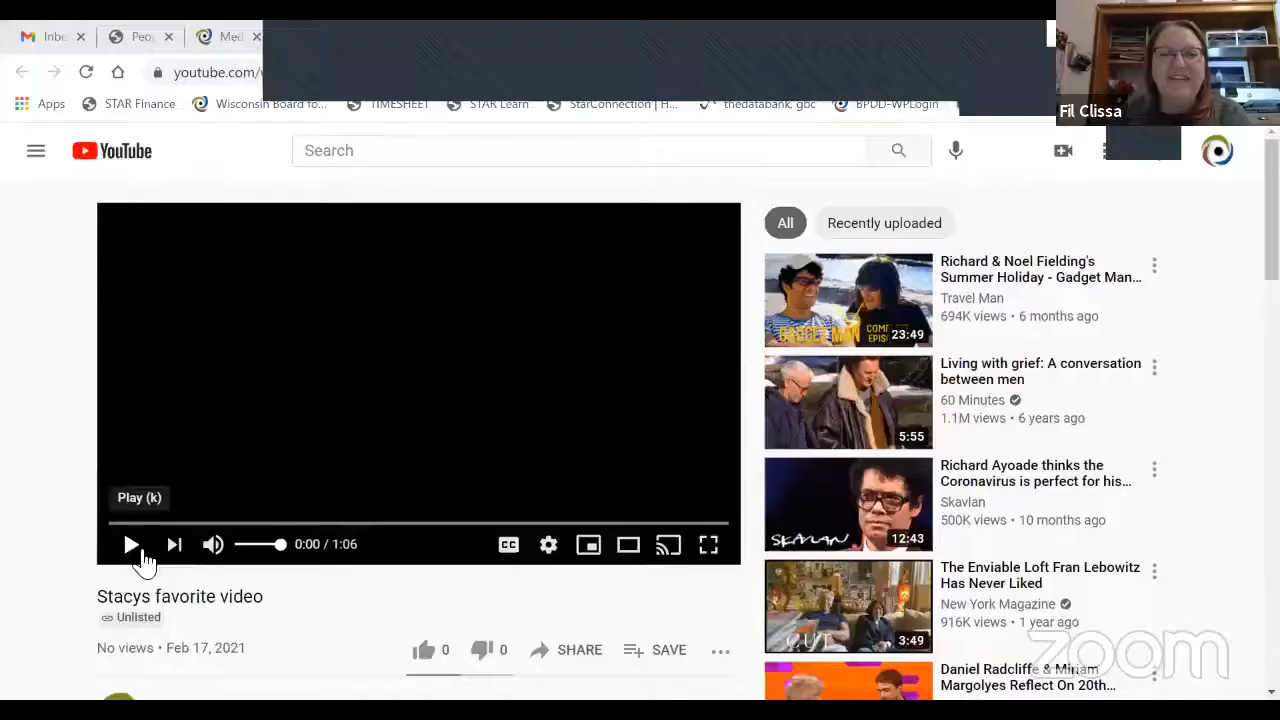 Inbo
Peop
Med
youtube.com/
Fil Clissa
Apps
STAR Finance
Wisconsin Board fo...
TIMESHEET
STAR Learn
StarConnection | H...
thedatabank, gbc
BPDD-WPLogin
YouTube
Search
All
Recently uploaded
Richard & Noel Fielding's
Summer Holiday - Gadget Man...
Travel Man
694K views • 6 months ago
GADGET MAN
23:49
Living with grief: A conversation
between men
60 Minutes
1.1M views • 6 years ago
5:55
Richard Ayoade thinks the
Coronavirus is perfect for his...
Skavlan
500K views • 10 months ago
SKAVLAN
12:43
The Enviable Loft Fran Lebowitz
Has Never Liked
New York Magazine
916K views • 1 year ago
3:49
Daniel Radcliffe & Miriam
Margolyes Reflect On 20th...
Play (k)
0:00 / 1:06
CC
Stacys favorite video
Unlisted
No views • Feb 17, 2021
0
0
SHARE
SAVE
zoom